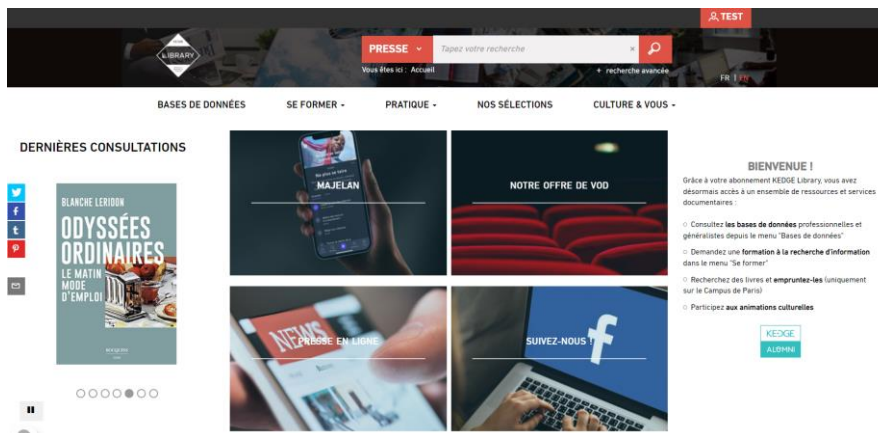 TEST
LIBRARY
PRESSE
Tapez votre recherche
×
Vous êtes ici : Accueil
+ recherche avancée
FR | EN
BASES DE DONNÉES
SE FORMER
PRATIQUE
NOS SÉLECTIONS
CULTURE & VOUS
DERNIÈRES CONSULTATIONS
BLANCHE LERIDON
ODYSSÉES
ORDINAIRES
LE MATIN
MODE
D'EMPLOI
MAJELAN
NOTRE OFFRE DE VOD
NEWS
PRESSE EN LIGNE
SUIVEZ-NOUS !
BIENVENUE !
Grâce à votre abonnement KEDGE Library, vous avez
désormais accès à un ensemble de ressources et services
documentaires :
Consultez les bases de données professionnelles et
généralistes depuis le menu "Bases de données"
Demandez une formation à la recherche d'information
dans le menu "Se former"
Recherchez des livres et empruntez-les (uniquement
sur le Campus de Paris)
Participez aux animations culturelles
KEDGE
ALUMNI